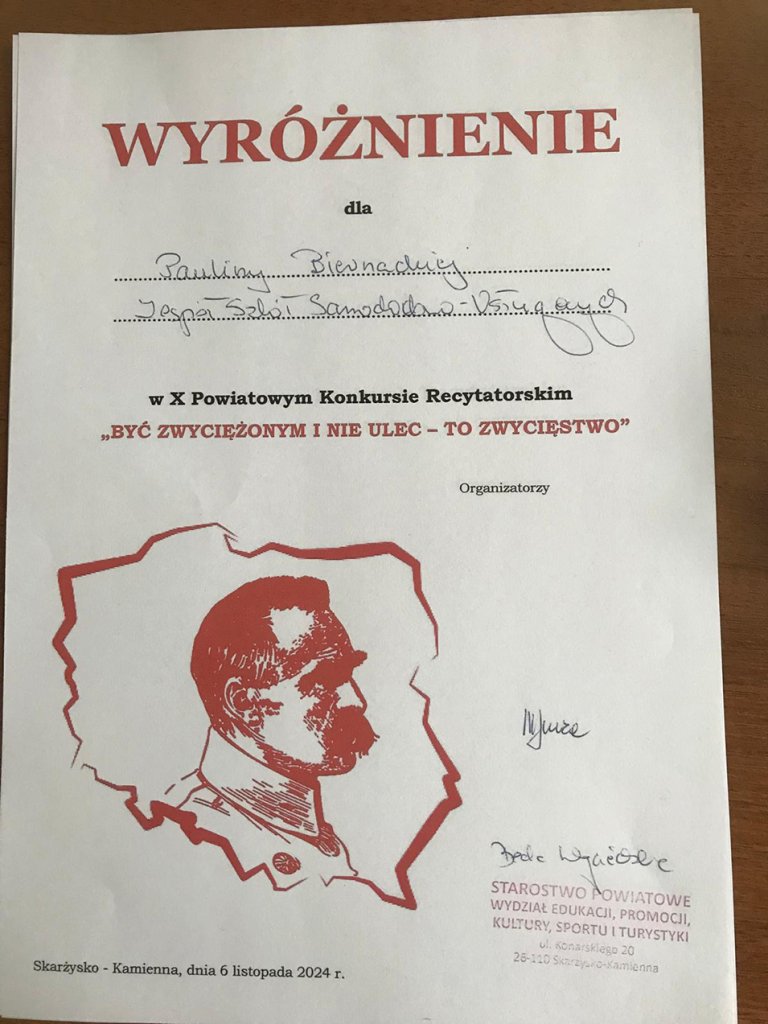 WYRÓŻNIENIE
dla
Pauliny Biernackiej
Zespół Szkół Samochodowo-Usługowych
w X Powiatowym Konkursie Recytatorskim
„BYĆ ZWYCIĘŻONYM I NIE ULEC – TO ZWYCIĘSTWO”
Organizatorzy
STAROSTWO POWIATOWE
WYDZIAŁ EDUKACJI, PROMOCJI,
KULTURY, SPORTU I TURYSTYKI
ul. Konarskiego 20
26-110 Skarżysko-Kamienna
Skarżysko - Kamienna, dnia 6 listopada 2024 r.